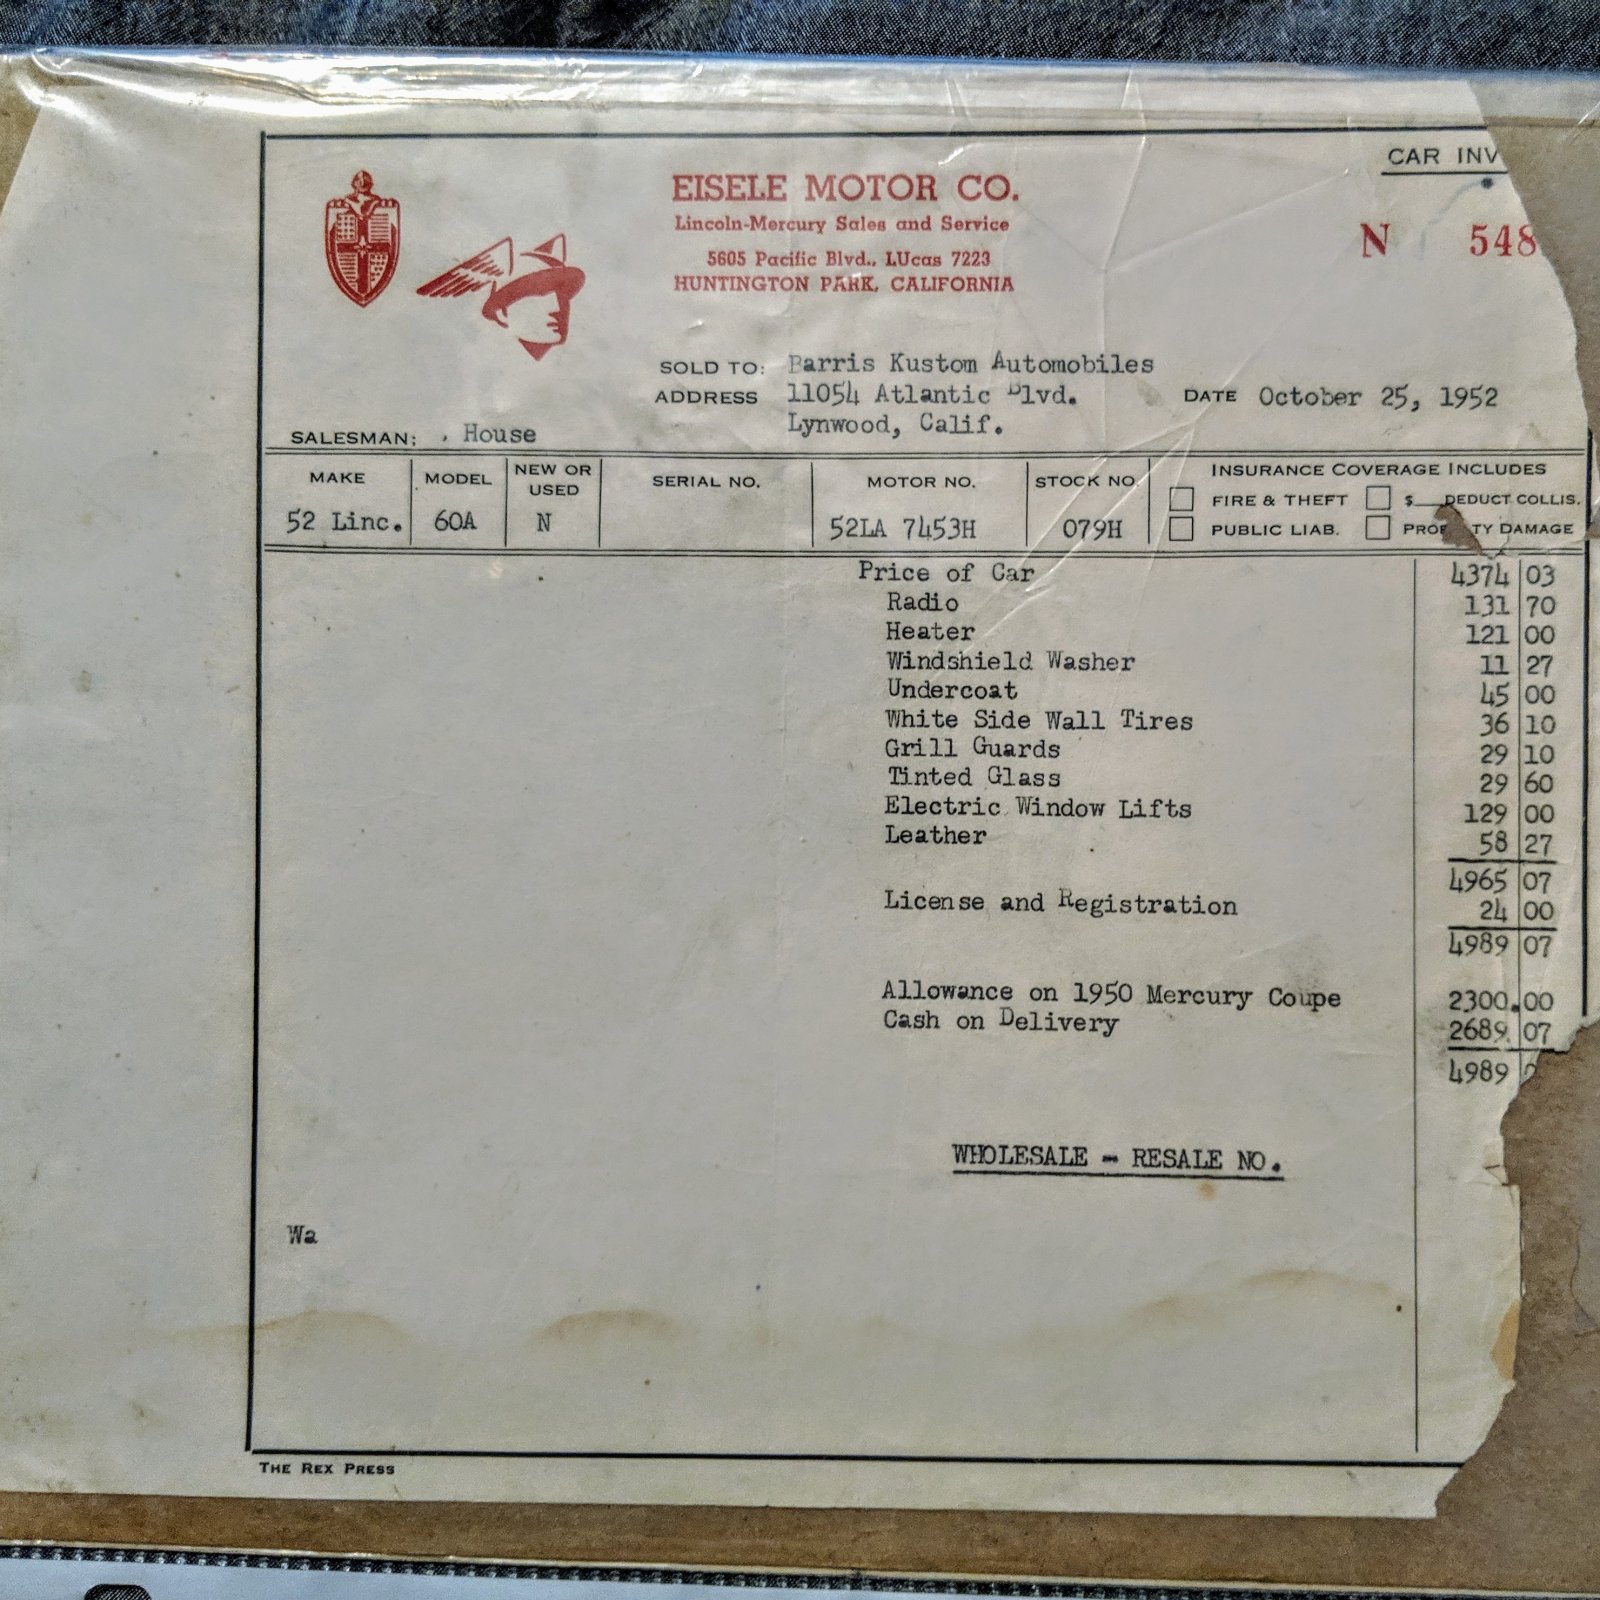 CAR INV
EISELE MOTOR CO.
Lincoln-Mercury Sales and Service
5605 Pacific Blvd., LUcas 7223
HUNTINGTON PARK, CALIFORNIA
N 548
SOLD TO: Barris Kustom Automobiles
ADDRESS 11054 Atlantic Blvd. DATE October 25, 1952
Lynwood, Calif.
SALESMAN: House
MAKE MODEL NEW OR USED SERIAL NO. MOTOR NO. STOCK NO. INSURANCE COVERAGE INCLUDES
FIRE & THEFT $ DEDUCT COLLIS.
52 Linc. 60A N 52LA 7453H 079H PUBLIC LIAB. PROPERTY DAMAGE
Price of Car 4374 03
Radio 131 70
Heater 121 00
Windshield Washer 11 27
Undercoat 45 00
White Side Wall Tires 36 10
Grill Guards 29 10
Tinted Glass 29 60
Electric Window Lifts 129 00
Leather 58 27
4965 07
License and Registration 24 00
4989 07
Allowance on 1950 Mercury Coupe 2300.00
Cash on Delivery 2689 07
4989
WHOLESALE - RESALE NO.
Wa
THE REX PRESS